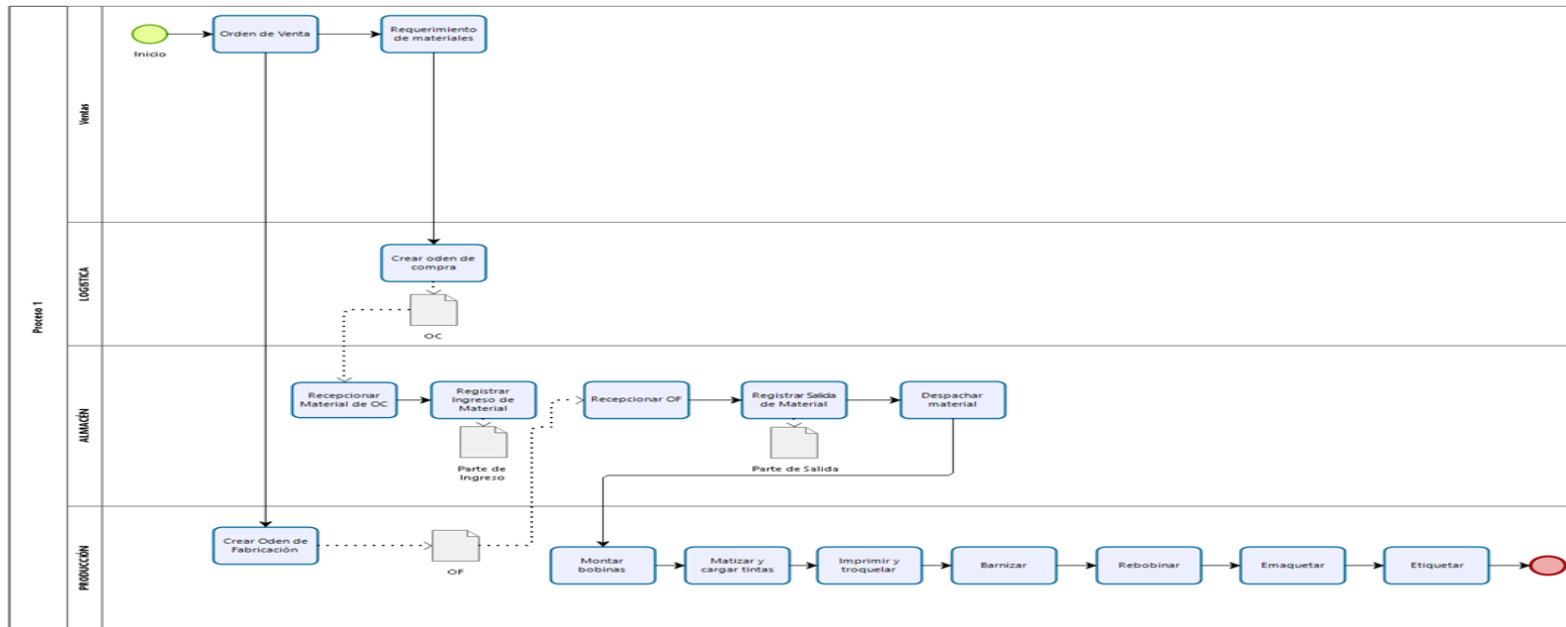 Proceso 1
Ventas
Inicio
Orden de Venta
Requerimiento
de materiales
LOGISTICA
Crear oden de
compra
OC
ALMACÉN
Recepcionar
Material de OC
Registrar
Ingreso de
Material
Parte de
Ingreso
Recepcionar OF
Registrar Salida
de Material
Parte de Salida
Despachar
material
PRODUCCIÓN
Crear Oden de
Fabricación
OF
Montar
bobinas
Matizar y
cargar tintas
Imprimir y
troquelar
Barnizar
Rebobinar
Emaquetar
Etiquetar